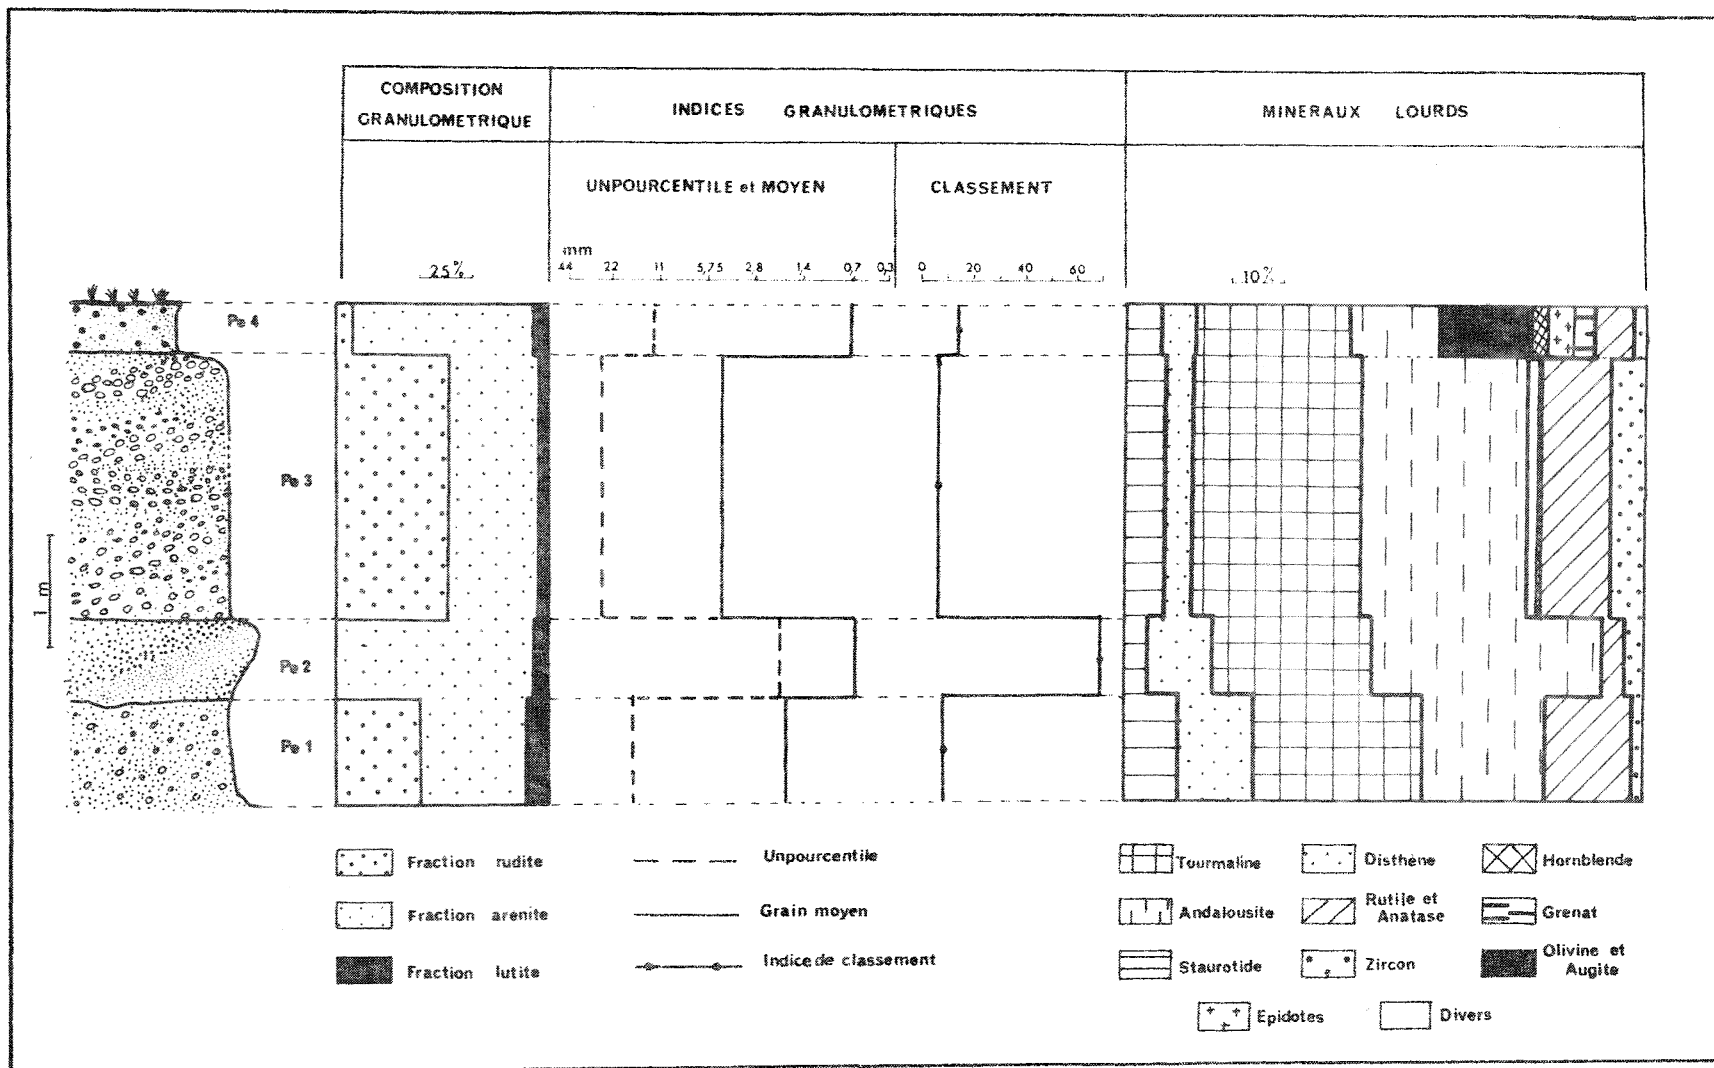 COMPOSITION
GRANULOMETRIQUE
INDICES GRANULOMETRIQUES
MINERAUX LOURDS
UNPOURCENTILE et MOYEN
CLASSEMENT
25%
mm
44 22 11 5,75 2,8 1,4 0,7 0,3
0 20 40 60
10%
Pe 4
Pe 3
1 m
Pe 2
Pe 1
Fraction rudite
Unpourcentile
Tourmaline
Disthène
Hornblende
Fraction arenite
Grain moyen
Andalousite
Rutile et
Anatase
Grenat
Fraction lutite
Indice de classement
Staurotide
Zircon
Olivine et
Augite
Epidotes
Divers